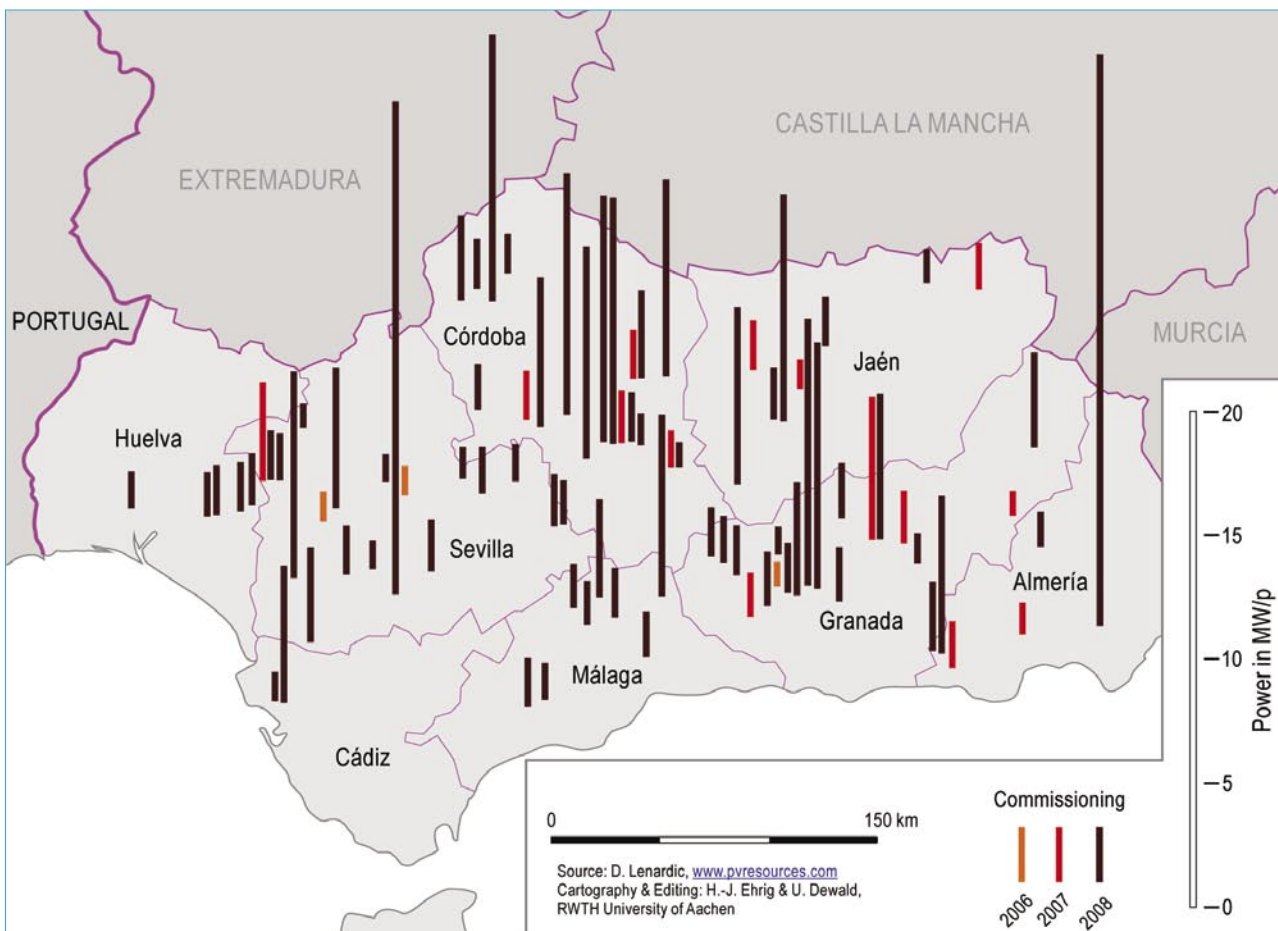 CASTILLA LA MANCHA
EXTREMADURA
PORTUGAL
MURCIA
Córdoba
Jaén
Huelva
Sevilla
Almería
Granada
Málaga
Cádiz
20
15
10
5
0
Power in MW/p
0 150 km
Commissioning
2006 2007 2008
Source: D. Lenardic, www.pvresources.com
Cartography & Editing: H.-J. Ehrig & U. Dewald,
RWTH University of Aachen